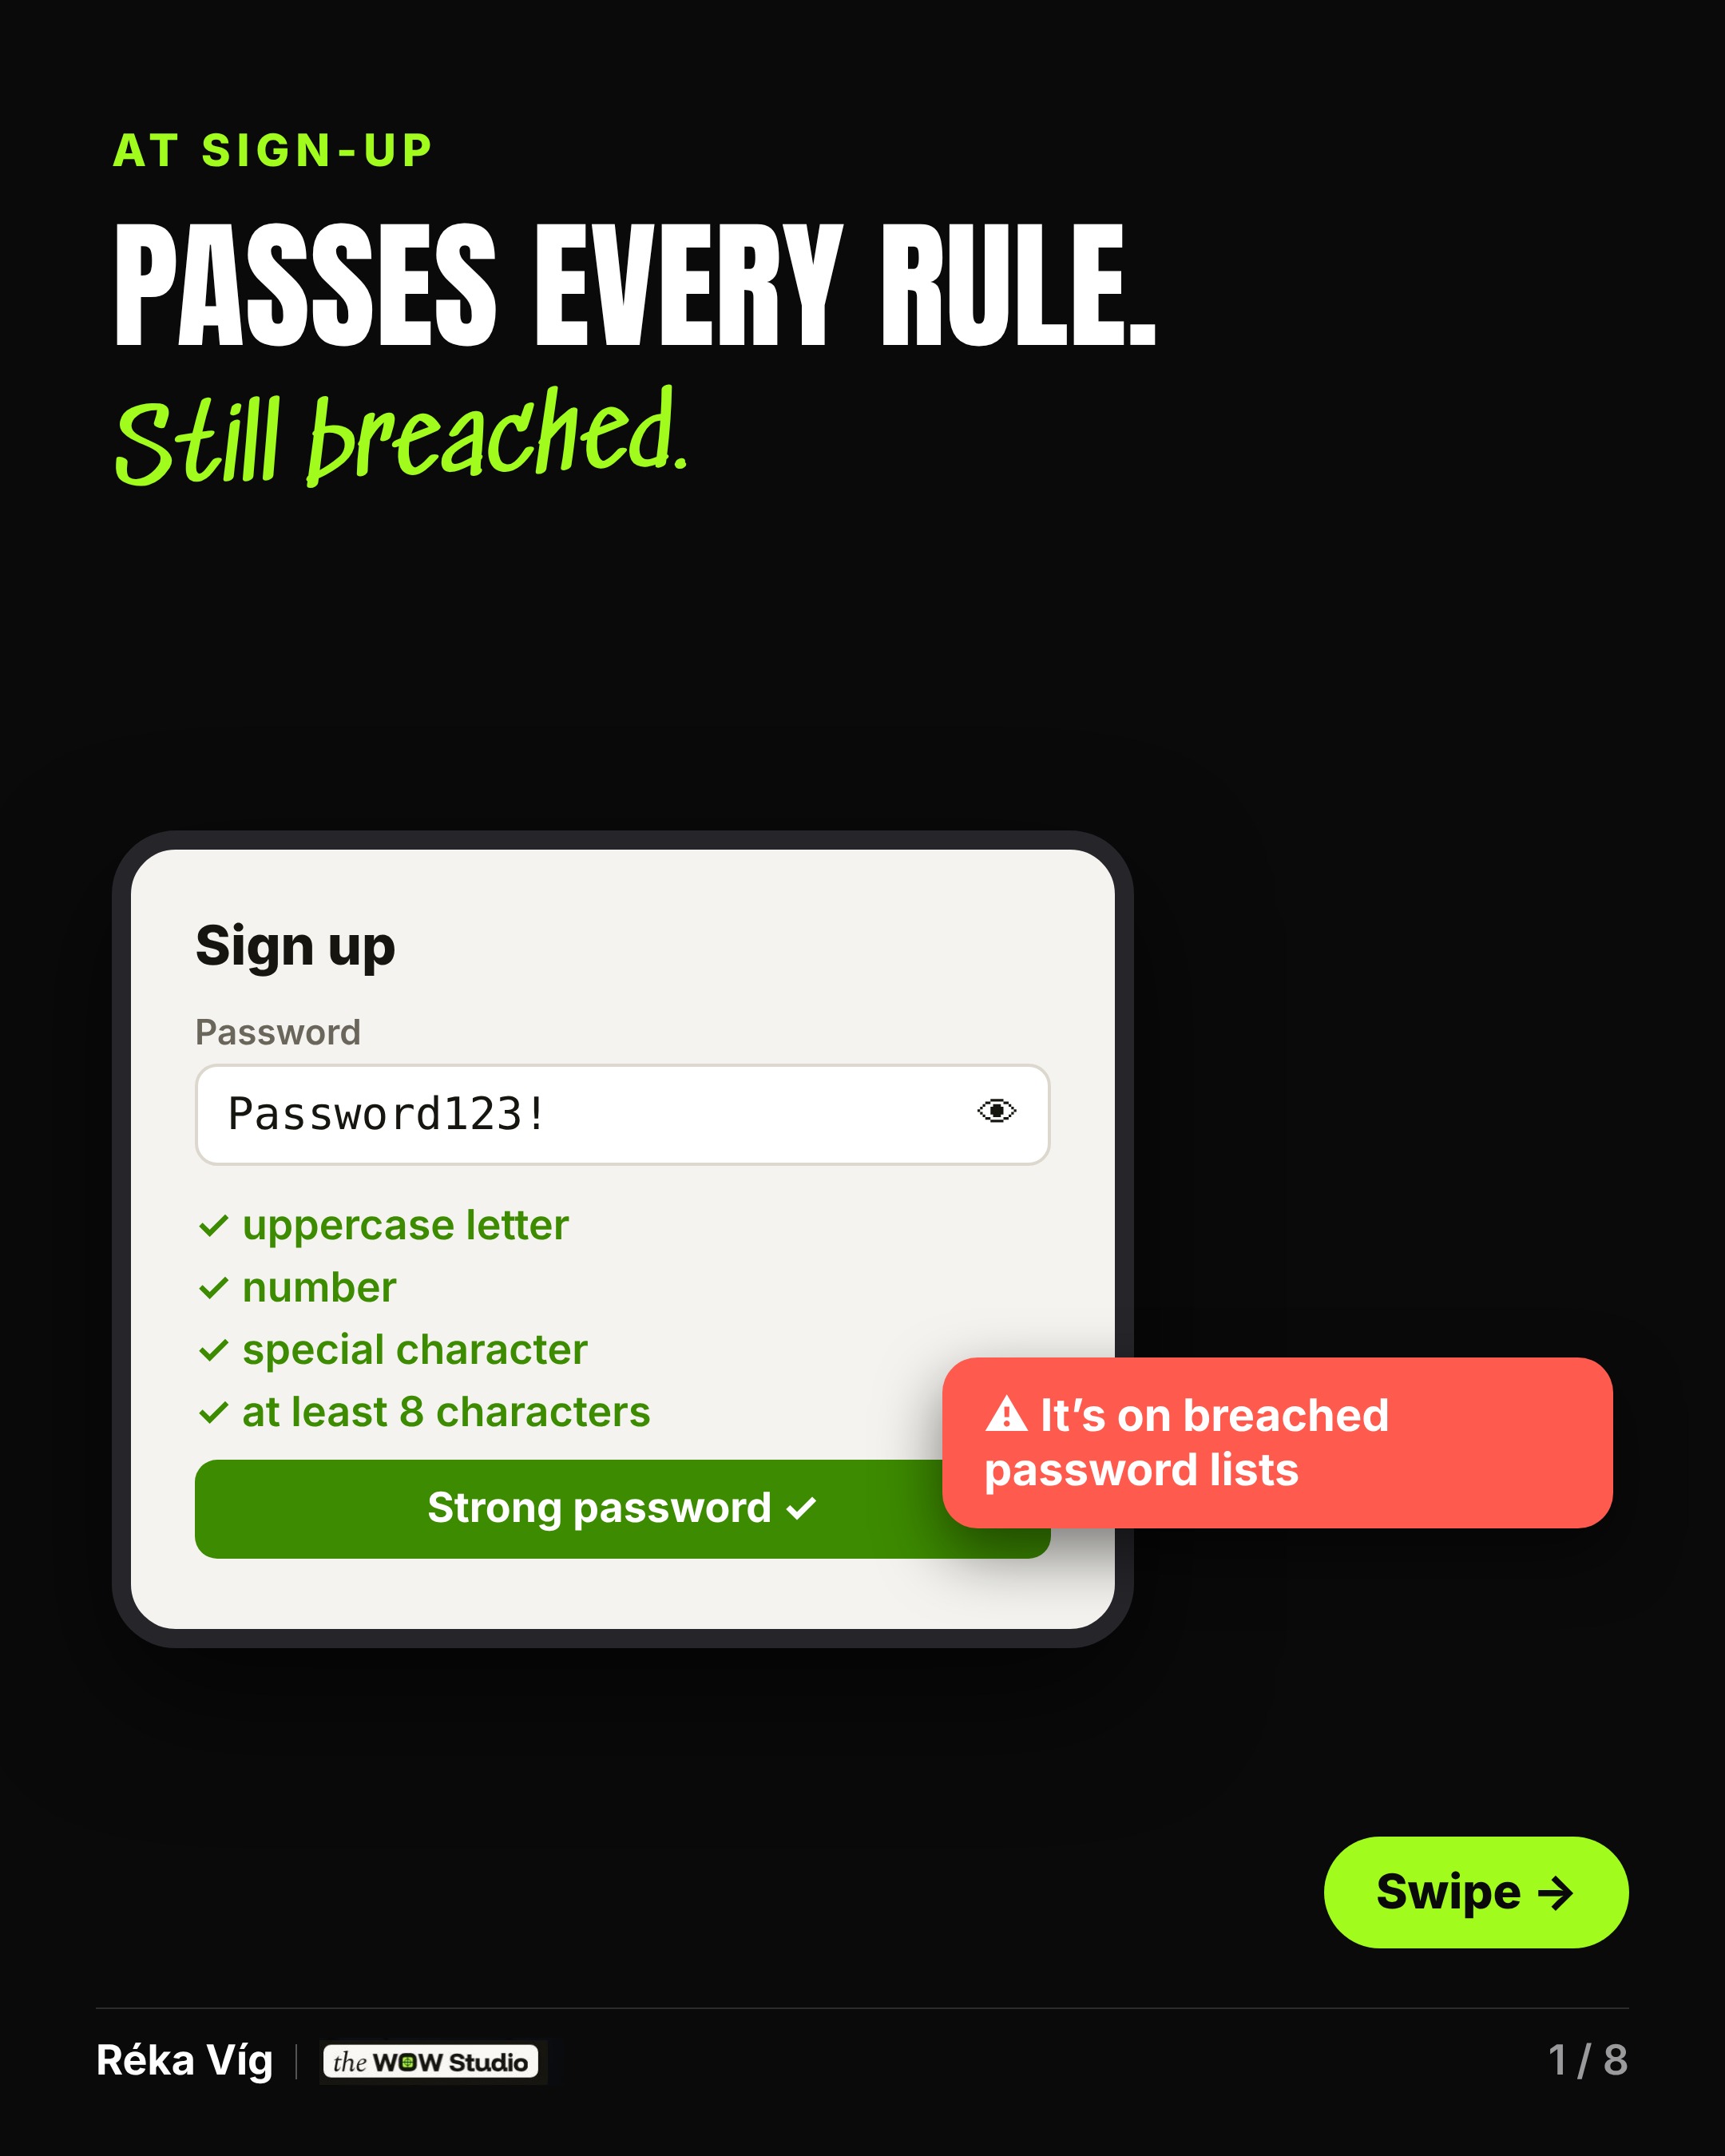 AT SIGN-UP
PASSES EVERY RULE.
Still breached.
Sign up
Password
Password123!
✓ uppercase letter
✓ number
✓ special character
✓ at least 8 characters
Strong password ✓
⚠ It’s on breached
password lists
Swipe →
Réka Víg
the WOW Studio
1 / 8